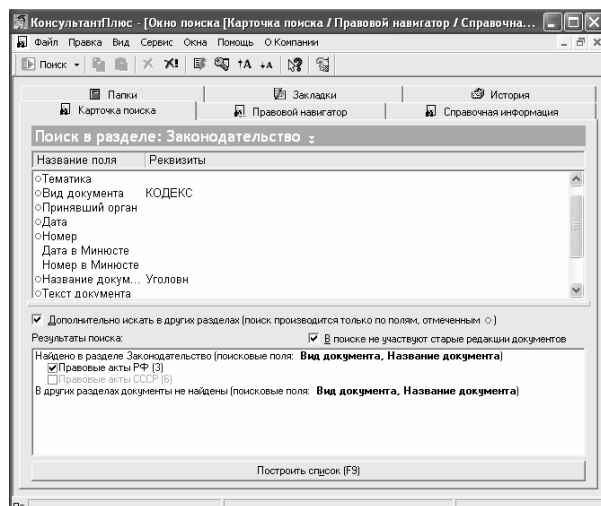 КонсультантПлюс - [Окно поиска [Карточка поиска / Правовой навигатор / Справочна...
Файл Правка Вид Сервис Окна Помощь О Компании
Поиск
Папки Закладки История
Карточка поиска Правовой навигатор Справочная информация
Поиск в разделе: Законодательство
Название поля Реквизиты
Тематика
Вид документа КОДЕКС
Принявший орган
Дата
Номер
Дата в Минюсте
Номер в Минюсте
Название докум... Уголовн
Текст документа
Дополнительно искать в других разделах (поиск производится только по полям, отмеченным ○)
Результаты поиска: В поиске не участвуют старые редакции документов
Найдено в разделе Законодательство (поисковые поля: Вид документа, Название документа)
Правовые акты РФ (3)
Правовые акты СССР (6)
В других разделах документы не найдены (поисковые поля: Вид документа, Название документа)
Построить список (F9)